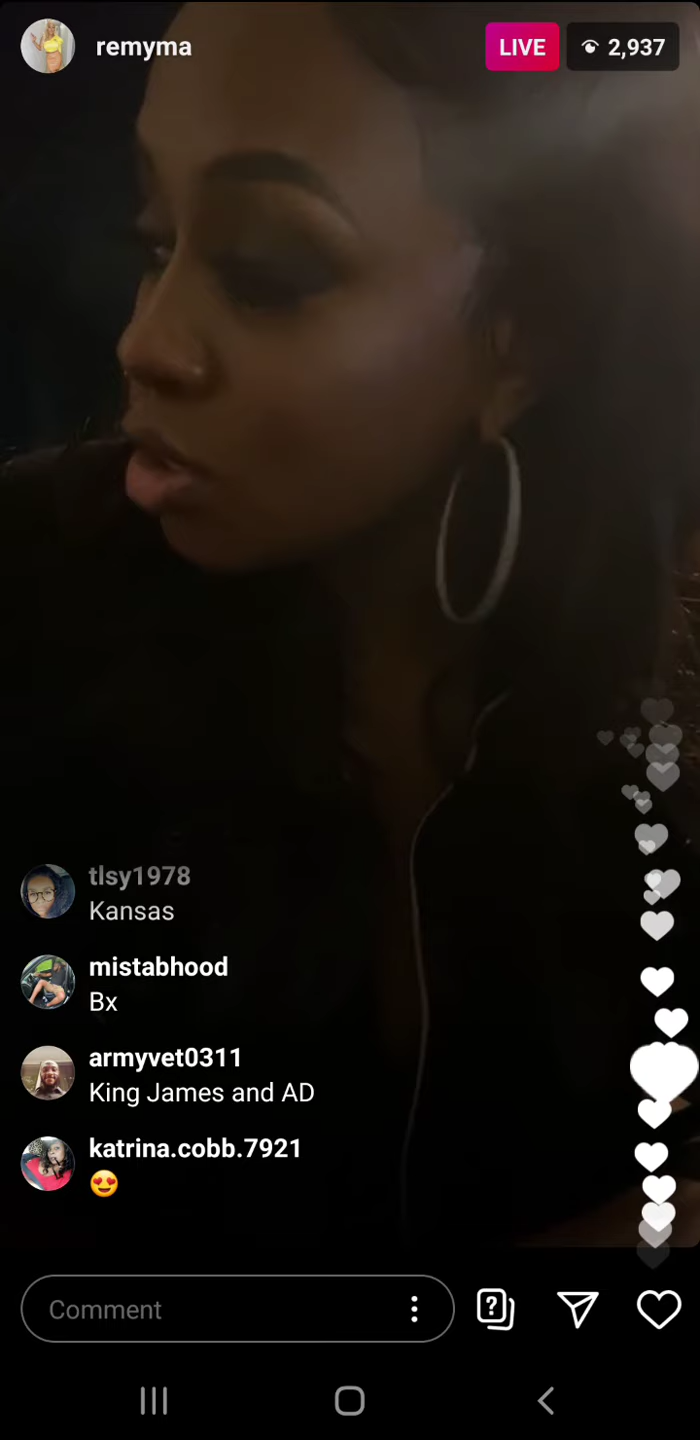 remyma
LIVE
2,937
tlsy1978
Kansas
mistabhood
Bx
armyvet0311
King James and AD
katrina.cobb.7921
😍
Comment
?